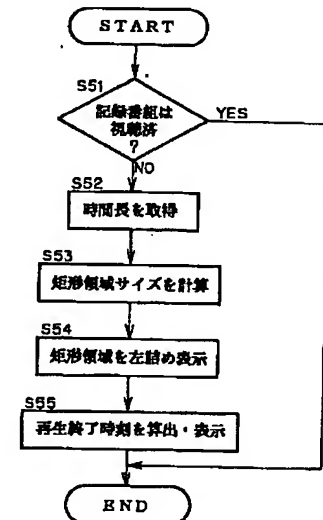 START
S51
記録番組は
視聴済
?
YES
NO
S52
時間長を取得
S53
矩形領域サイズを計算
S54
矩形領域を左詰め表示
S55
再生終了時刻を算出・表示
END